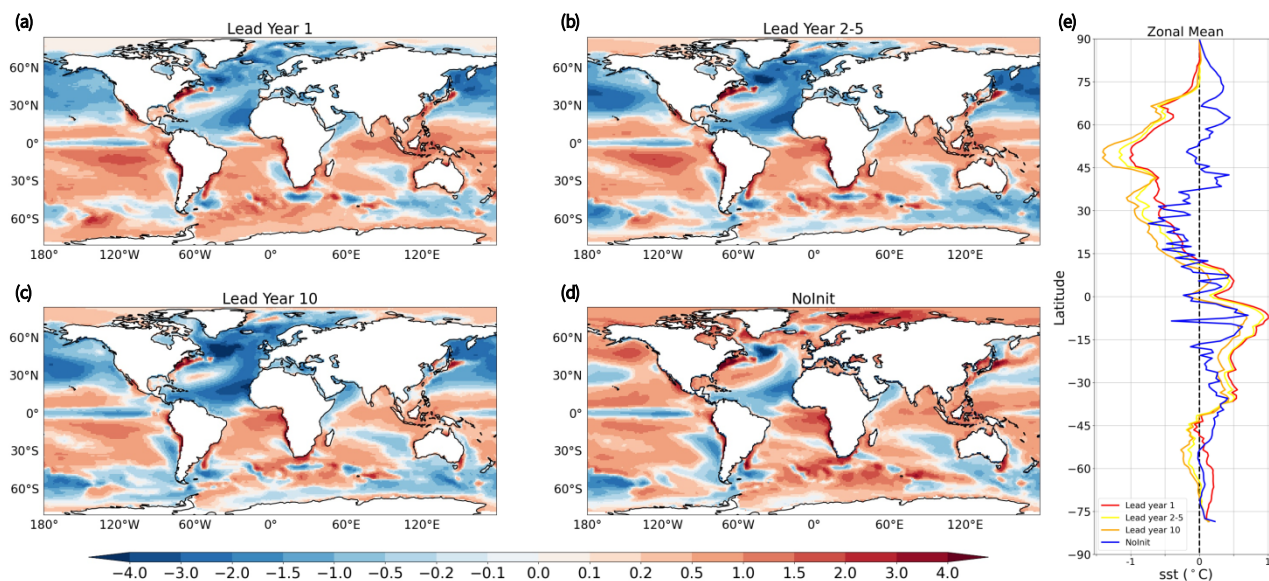 (a) Lead Year 1
60°N
30°N
0°
30°S
60°S
180° 120°W 60°W 0° 60°E 120°E
(b) Lead Year 2-5
60°N
30°N
0°
30°S
60°S
180° 120°W 60°W 0° 60°E 120°E
(c) Lead Year 10
60°N
30°N
0°
30°S
60°S
180° 120°W 60°W 0° 60°E 120°E
(d) NoInit
60°N
30°N
0°
30°S
60°S
180° 120°W 60°W 0° 60°E 120°E
−4.0 −3.0 −2.0 −1.5 −1.0 −0.5 −0.2 −0.1 0.0 0.1 0.5 1.0 1.5 2.0 3.0 4.0
(e) Zonal Mean
90
75
60
45
30
15
0
−15
−30
−45
−60
−75
−90
Latitude
Lead year 1
Lead year 2-5
Lead year 10
NoInit
−1 0 1
sst (°C)